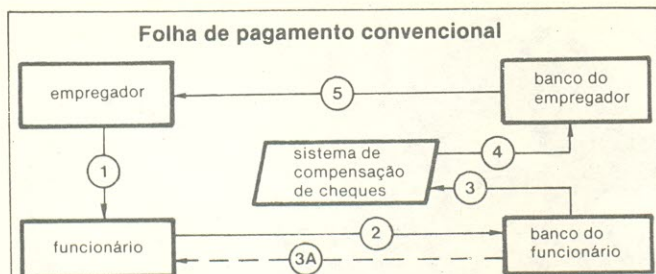 Folha de pagamento convencional
empregador
5
banco do
empregador
1
sistema de
compensação
de cheques
4
3
funcionário
2
banco do
funcionário
3A